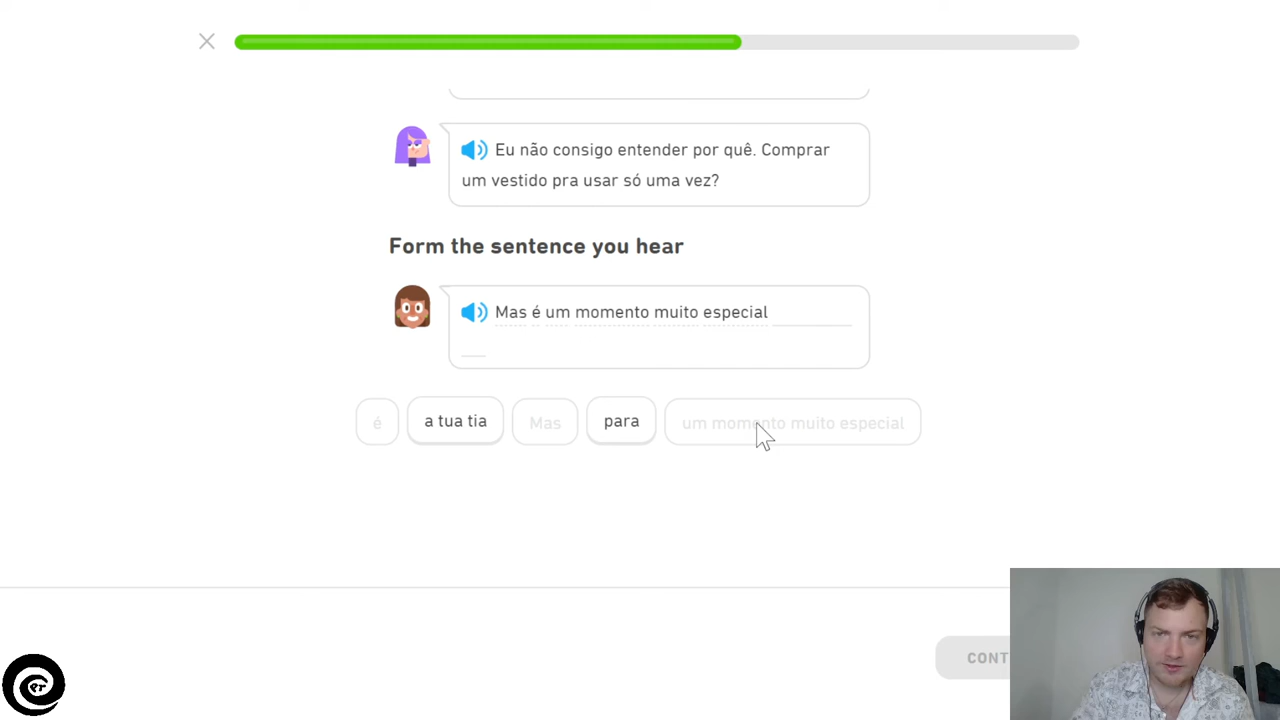 Eu não consigo entender por quê. Comprar
um vestido pra usar só uma vez?
Form the sentence you hear
Mas é um momento muito especial
é a tua tia Mas para um momento muito especial
CONT